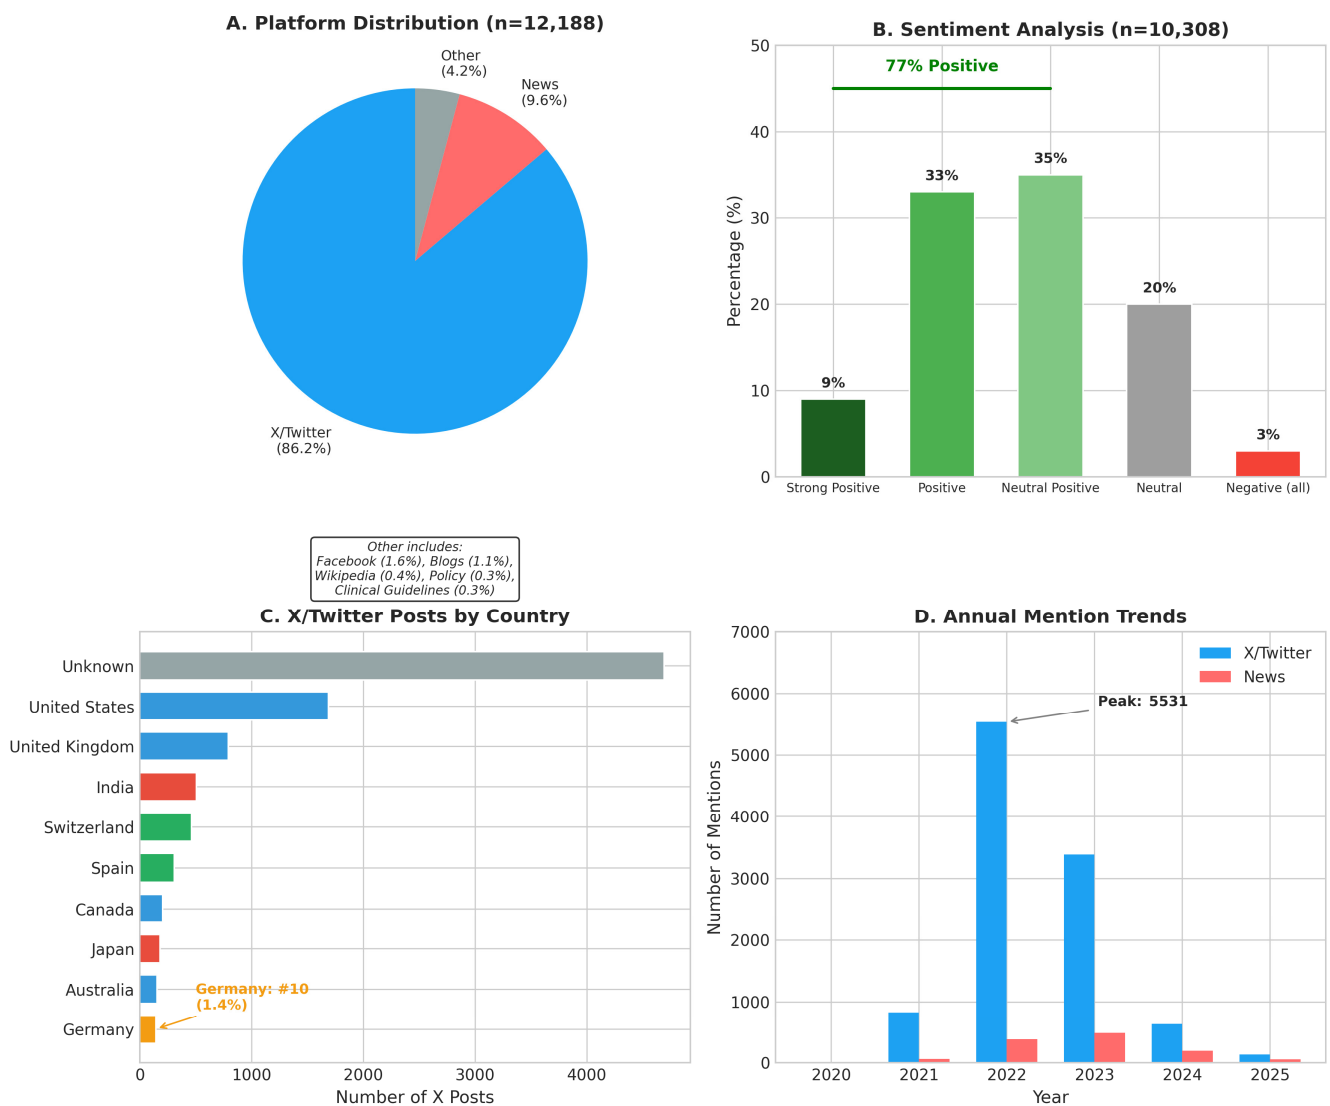 A. Platform Distribution (n=12,188)
Other
(4.2%)
News
(9.6%)
X/Twitter
(86.2%)
Other includes:
Facebook (1.6%), Blogs (1.1%),
Wikipedia (0.4%), Policy (0.3%),
Clinical Guidelines (0.3%)
B. Sentiment Analysis (n=10,308)
77% Positive
Percentage (%)
50
40
30
20
10
0
9%
33%
35%
20%
3%
Strong Positive
Positive
Neutral Positive
Neutral
Negative (all)
C. X/Twitter Posts by Country
Unknown
United States
United Kingdom
India
Switzerland
Spain
Canada
Japan
Australia
Germany
Germany: #10
(1.4%)
0
1000
2000
3000
4000
Number of X Posts
D. Annual Mention Trends
X/Twitter
News
Peak: 5531
Number of Mentions
7000
6000
5000
4000
3000
2000
1000
0
2020
2021
2022
2023
2024
2025
Year